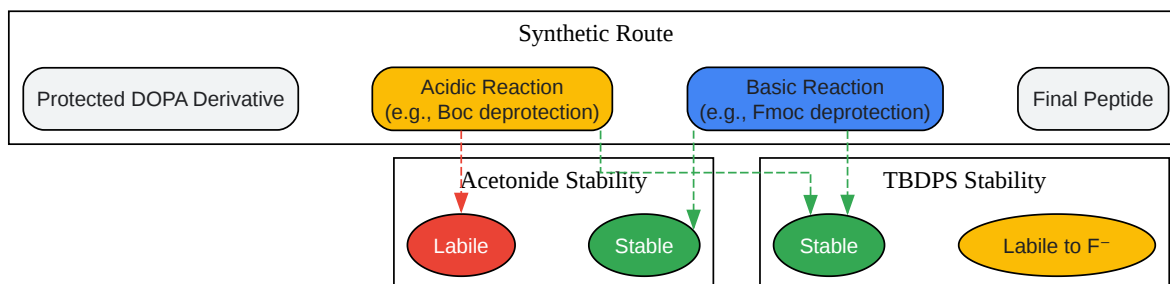 Synthetic Route
Protected DOPA Derivative
Acidic Reaction
(e.g., Boc deprotection)
Basic Reaction
(e.g., Fmoc deprotection)
Final Peptide
Acetonide Stability
Labile
Stable
TBDPS Stability
Stable
Labile to F⁻